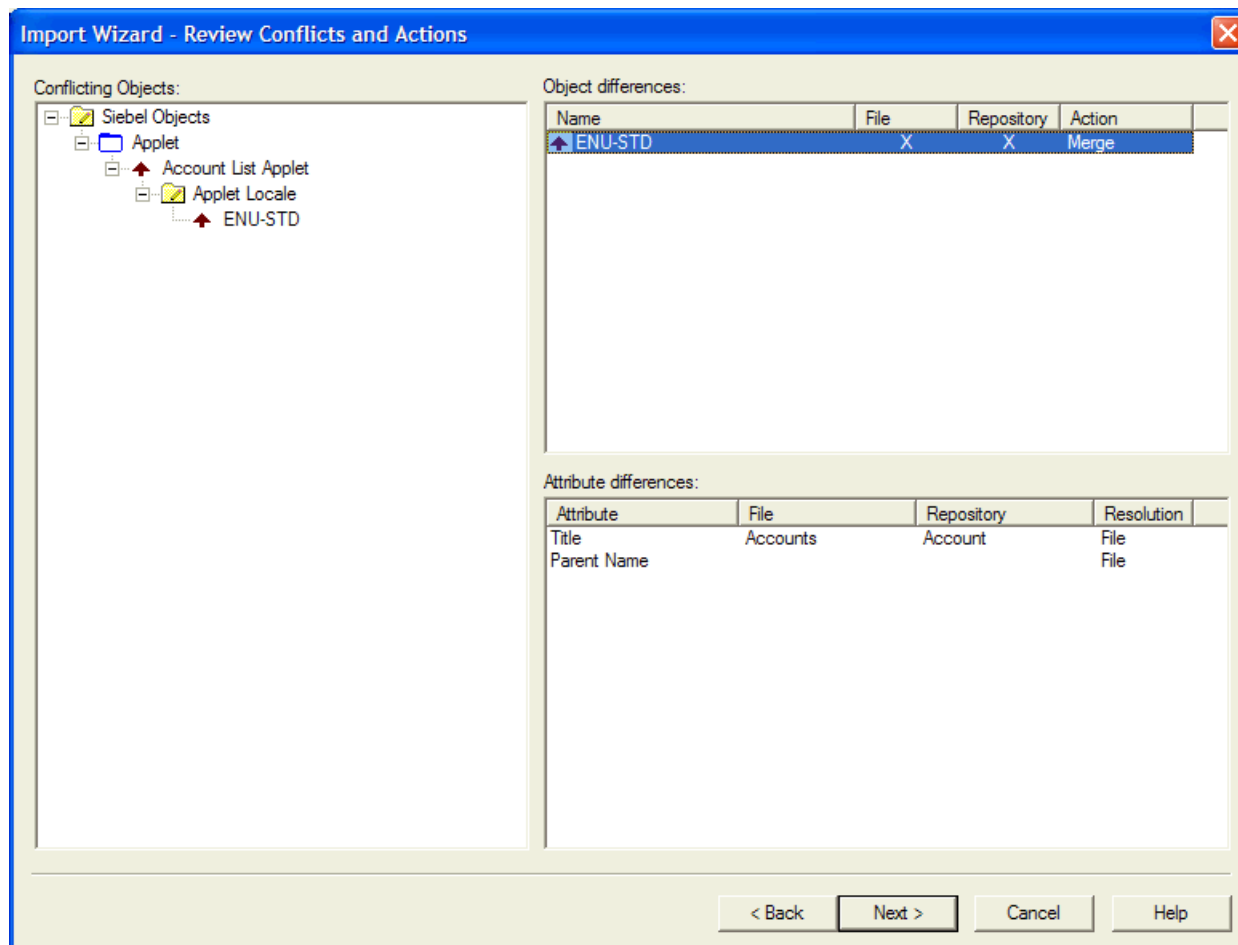 Import Wizard - Review Conflicts and Actions
Conflicting Objects:
Siebel Objects
Applet
Account List Applet
Applet Locale
ENU-STD
Object differences:
Name File Repository Action
ENU-STD X X Merge
Attribute differences:
Attribute File Repository Resolution
Title Accounts Account File
Parent Name File
< Back Next > Cancel Help